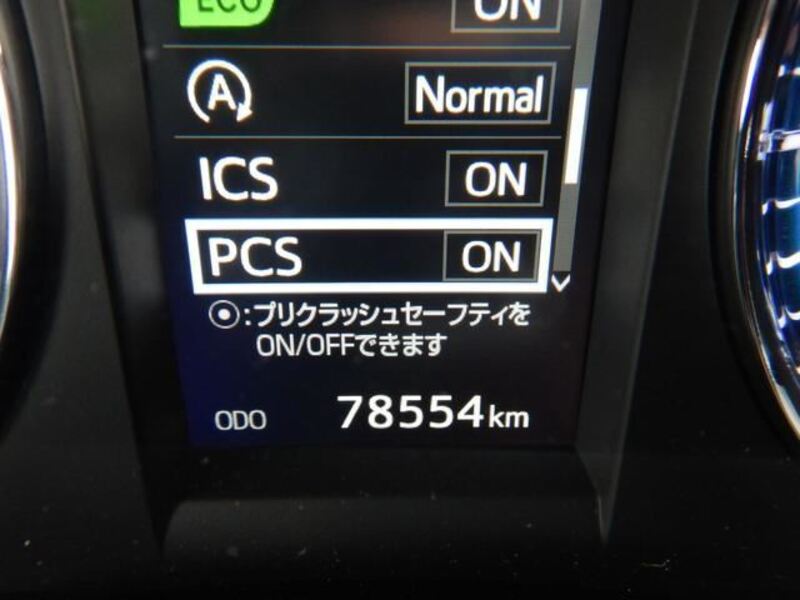 ECO ON
A Normal
ICS ON
PCS ON
⦿:プリクラッシュセーフティを
ON/OFFできます
ODO 78554km